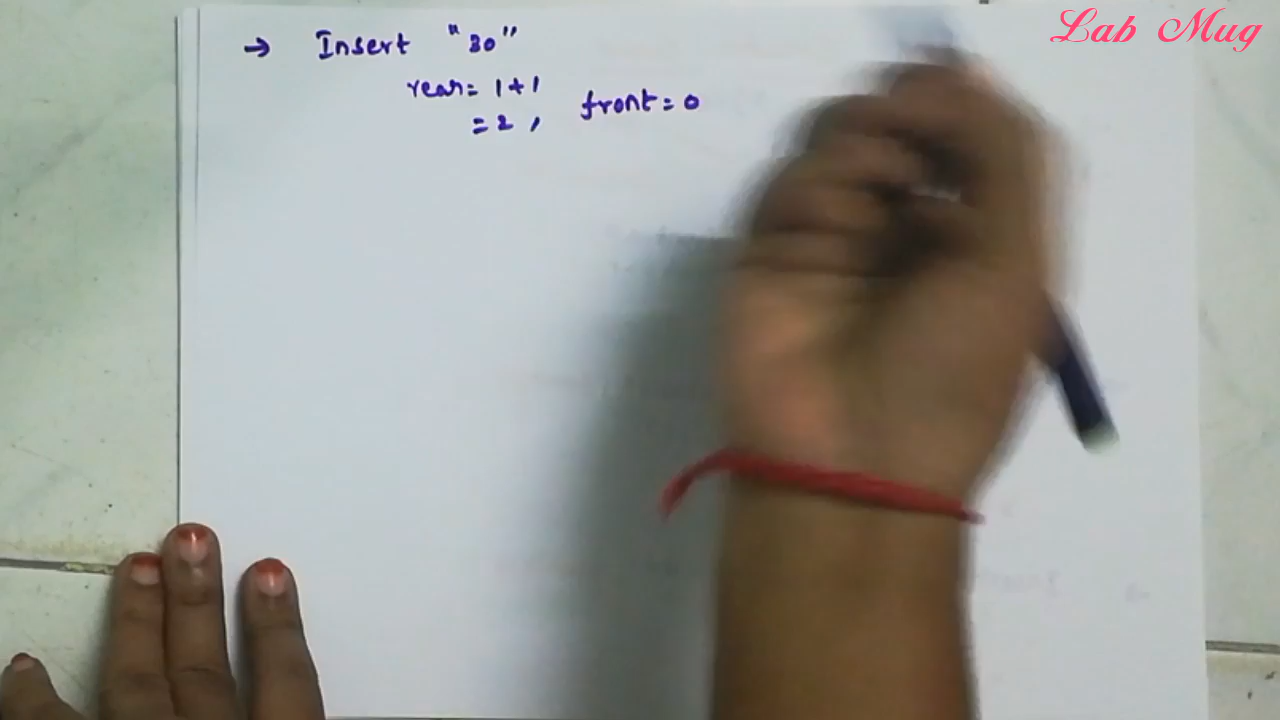 Lab Mug
→ Insert "30"
rear= 1+1
=2, front=0